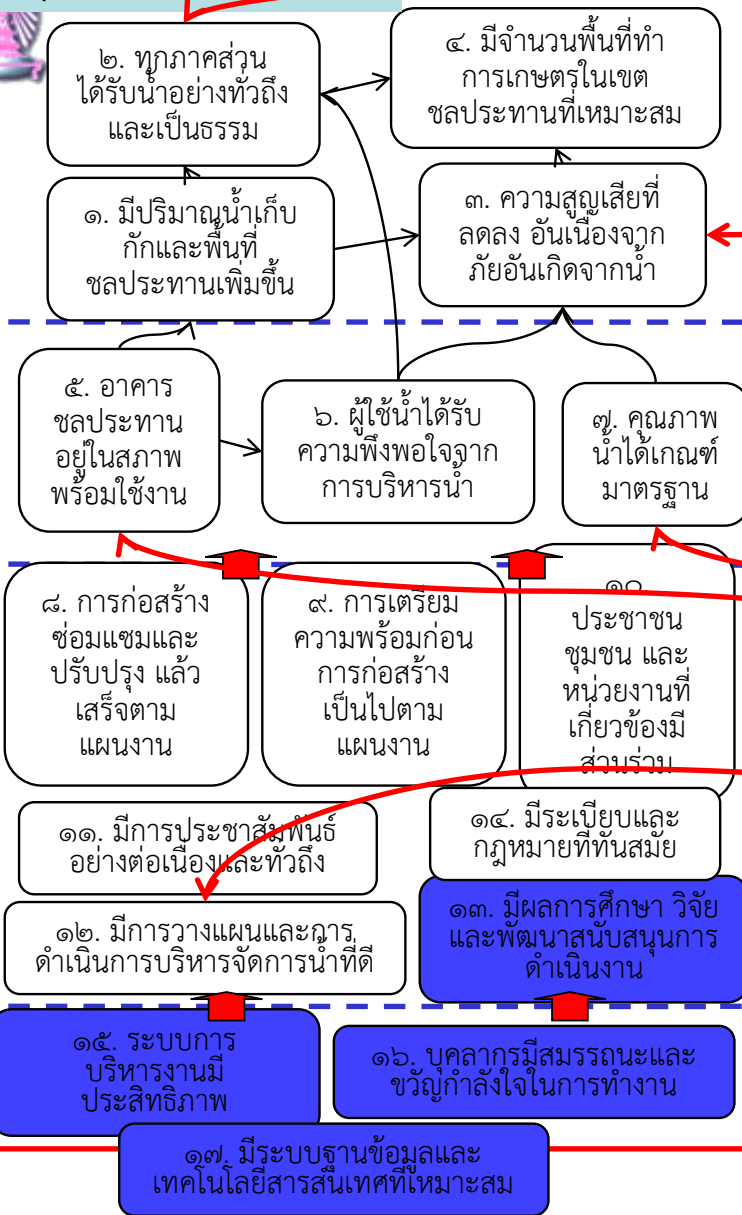 ๒. ทุกภาคส่วน
ได้รับน้ำอย่างทั่วถึง
และเป็นธรรม
๔. มีจำนวนพื้นที่ทำ
การเกษตรในเขต
ชลประทานที่เหมาะสม
๑. มีปริมาณน้ำเก็บ
กักและพื้นที่
ชลประทานเพิ่มขึ้น
๓. ความสูญเสียที่
ลดลง อันเนื่องจาก
ภัยอันเกิดจากน้ำ
๕. อาคาร
ชลประทาน
อยู่ในสภาพ
พร้อมใช้งาน
๖. ผู้ใช้น้ำได้รับ
ความพึงพอใจจาก
การบริหารน้ำ
๗. คุณภาพ
น้ำได้เกณฑ์
มาตรฐาน
๘. การก่อสร้าง
ซ่อมแซมและ
ปรับปรุง แล้ว
เสร็จตาม
แผนงาน
๙. การเตรียม
ความพร้อมก่อน
การก่อสร้าง
เป็นไปตาม
แผนงาน
๑๐
ประชาชน
ชุมชน และ
หน่วยงานที่
เกี่ยวข้องมี
ส่วนร่วม
๑๑. มีการประชาสัมพันธ์
อย่างต่อเนื่องและทั่วถึง
๑๔. มีระเบียบและ
กฎหมายที่ทันสมัย
๑๒. มีการวางแผนและการ
ดำเนินการบริหารจัดการน้ำที่ดี
๑๓. มีผลการศึกษา วิจัย
และพัฒนาสนับสนุนการ
ดำเนินงาน
๑๕. ระบบการ
บริหารงานมี
ประสิทธิภาพ
๑๖. บุคลากรมีสมรรถนะและ
ขวัญกำลังใจในการทำงาน
๑๗. มีระบบฐานข้อมูลและ
เทคโนโลยีสารสนเทศที่เหมาะสม